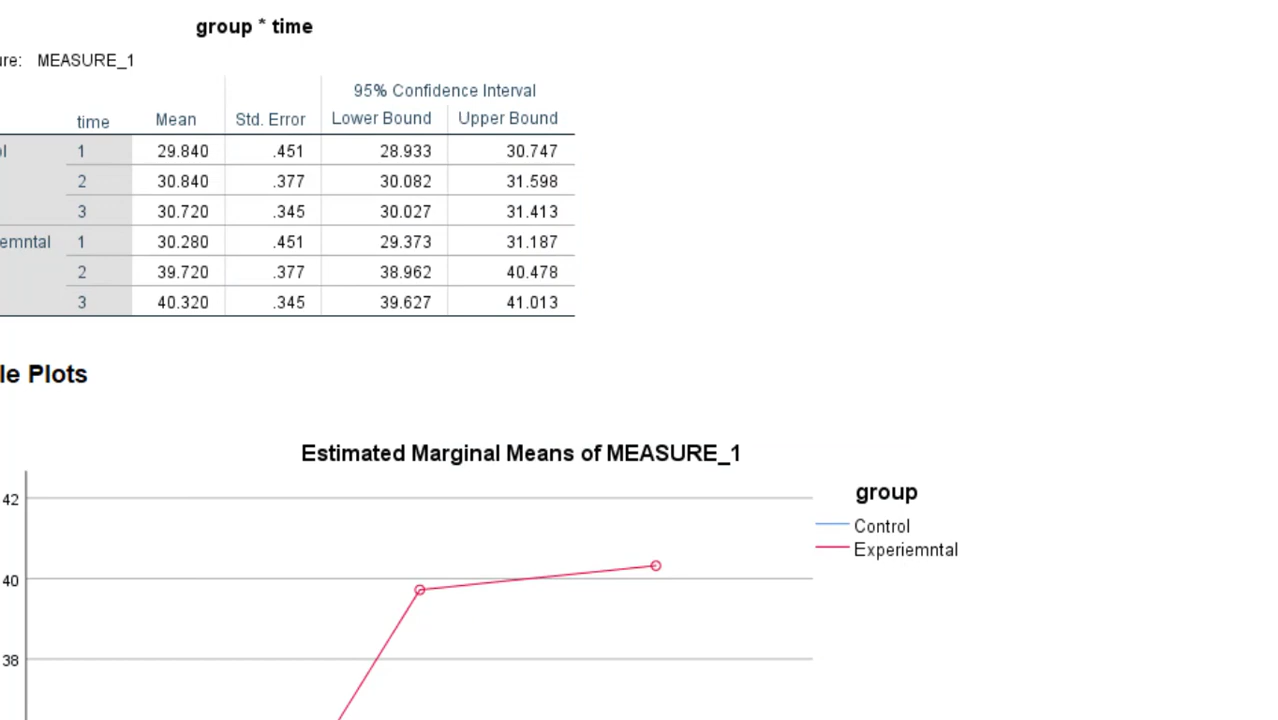 group * time
ure: MEASURE_1
95% Confidence Interval
time Mean Std. Error Lower Bound Upper Bound
ol 1 29.840 .451 28.933 30.747
2 30.840 .377 30.082 31.598
3 30.720 .345 30.027 31.413
emntal 1 30.280 .451 29.373 31.187
2 39.720 .377 38.962 40.478
3 40.320 .345 39.627 41.013
le Plots
Estimated Marginal Means of MEASURE_1
group
Control
Experiemntal
42
40
38